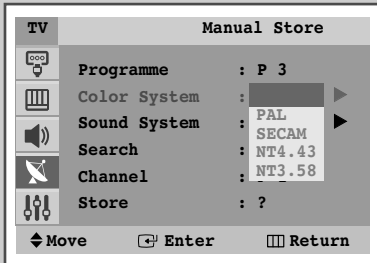 TV Manual Store
Programme : P 3
Color System :
PAL
Sound System :
SECAM
Search :
NT4.43
Channel
NT3.58
Store : ?
Move Enter Return